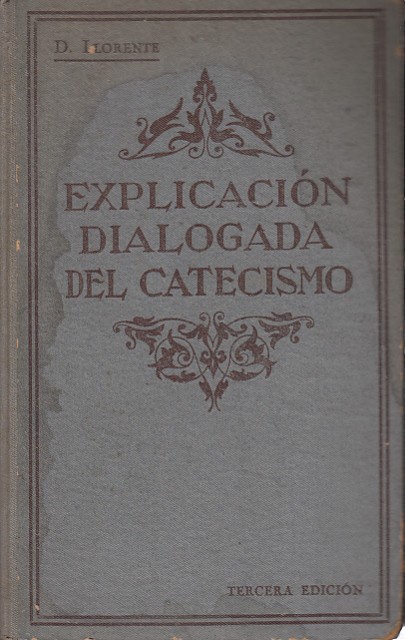 D. LLORENTE
EXPLICACIÓN
DIALOGADA
DEL CATECISMO
TERCERA EDICIÓN